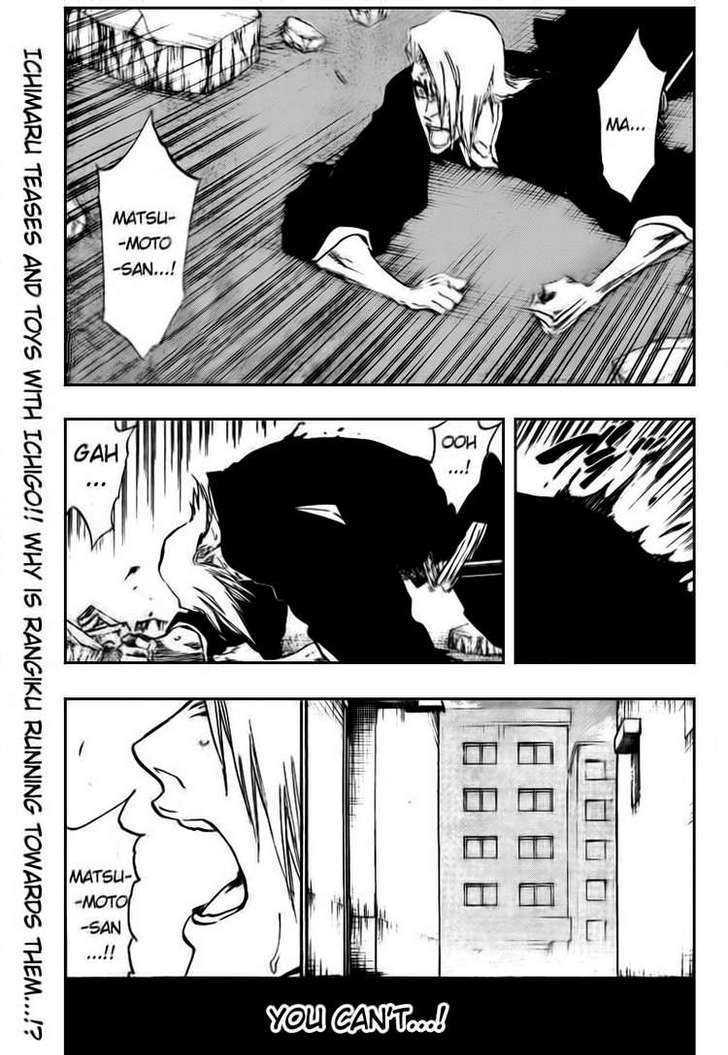 ICHIMARU TEASES AND TOYS WITH ICHIGO!! WHY IS RANGIKU RUNNING TOWARDS THEM...!?
MA...
MATSU-
-MOTO
-SAN...!
OOH
...!
GAH
...
MATSU-
-MOTO
-SAN
...!!
YOU CAN'T...!